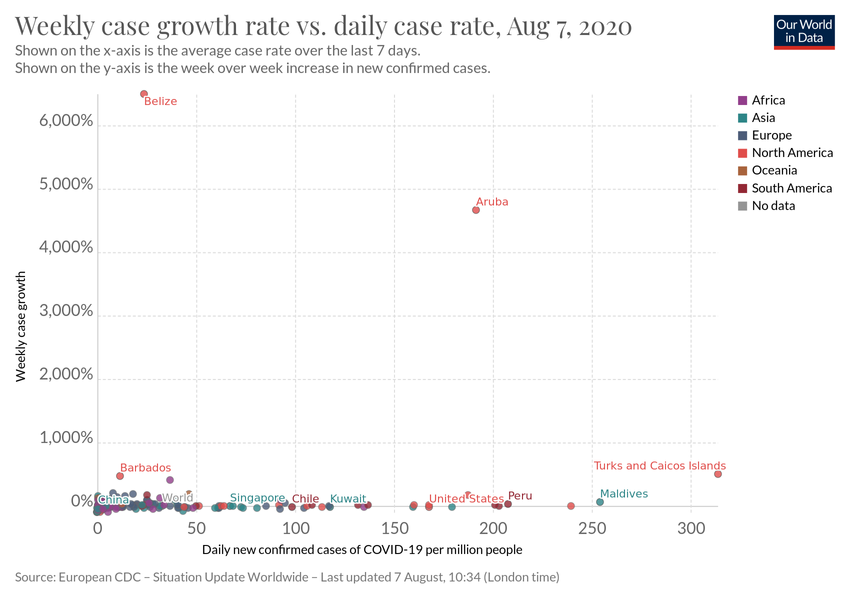 Weekly case growth rate vs. daily case rate, Aug 7, 2020
Our World
in Data
Shown on the x-axis is the average case rate over the last 7 days.
Shown on the y-axis is the week over week increase in new confirmed cases.
Belize
Africa
Asia
Europe
North America
Oceania
South America
No data
6,000%
5,000%
Aruba
4,000%
3,000%
Weekly case growth
2,000%
1,000%
Barbados
Turks and Caicos Islands
0%
China
World
Singapore
Chile
Kuwait
United States
Peru
Maldives
0
50
100
150
200
250
300
Daily new confirmed cases of COVID-19 per million people
Source: European CDC – Situation Update Worldwide – Last updated 7 August, 10:34 (London time)